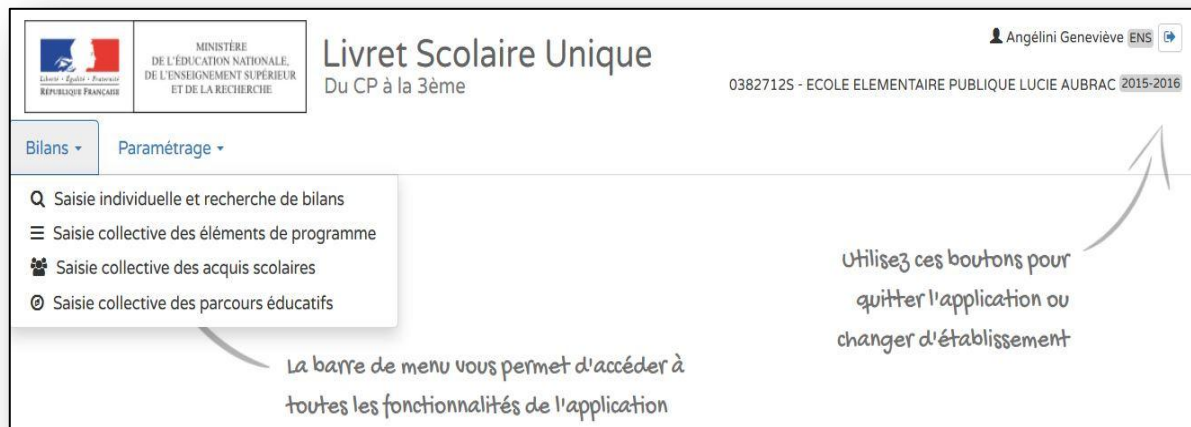 Liberté • Égalité • Fraternité
RÉPUBLIQUE FRANÇAISE
MINISTÈRE
DE L'ÉDUCATION NATIONALE,
DE L'ENSEIGNEMENT SUPÉRIEUR
ET DE LA RECHERCHE
Livret Scolaire Unique
Du CP à la 3ème
Angélini Geneviève ENS
0382712S - ECOLE ELEMENTAIRE PUBLIQUE LUCIE AUBRAC 2015-2016
Bilans
Paramétrage
Saisie individuelle et recherche de bilans
Saisie collective des éléments de programme
Saisie collective des acquis scolaires
Saisie collective des parcours éducatifs
Utilisez ces boutons pour
quitter l'application ou
changer d'établissement
La barre de menu vous permet d'accéder à
toutes les fonctionnalités de l'application